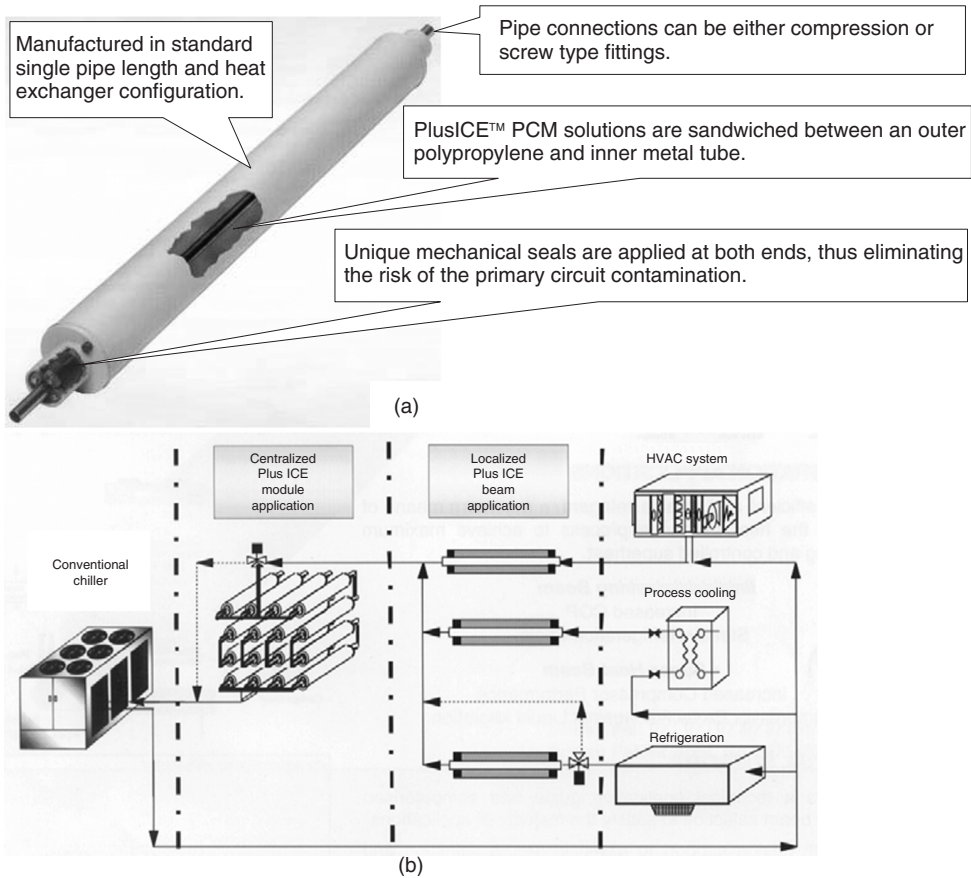 Manufactured in standard
single pipe length and heat
exchanger configuration.
Pipe connections can be either compression or
screw type fittings.
PlusICE™ PCM solutions are sandwiched between an outer
polypropylene and inner metal tube.
Unique mechanical seals are applied at both ends, thus eliminating
the risk of the primary circuit contamination.
(a)
Conventional
chiller
Centralized
Plus ICE
module
application
Localized
Plus ICE
beam
application
HVAC system
Process cooling
Refrigeration
(b)